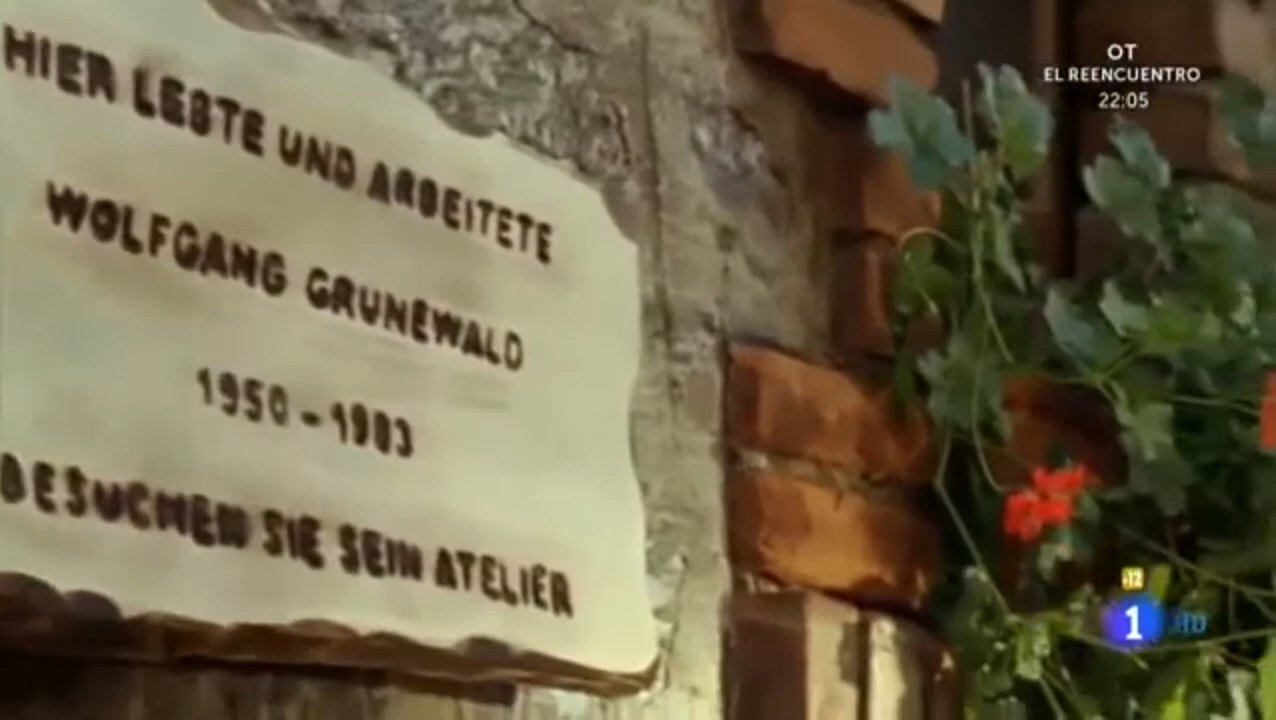 HIER LEBTE UND ARBEITETE
WOLFGANG GRUNEWALD
1950 - 1983
BESUCHEN SIE SEIN ATELIER
OT
EL REENCUENTRO
22:05
+12
1 HD